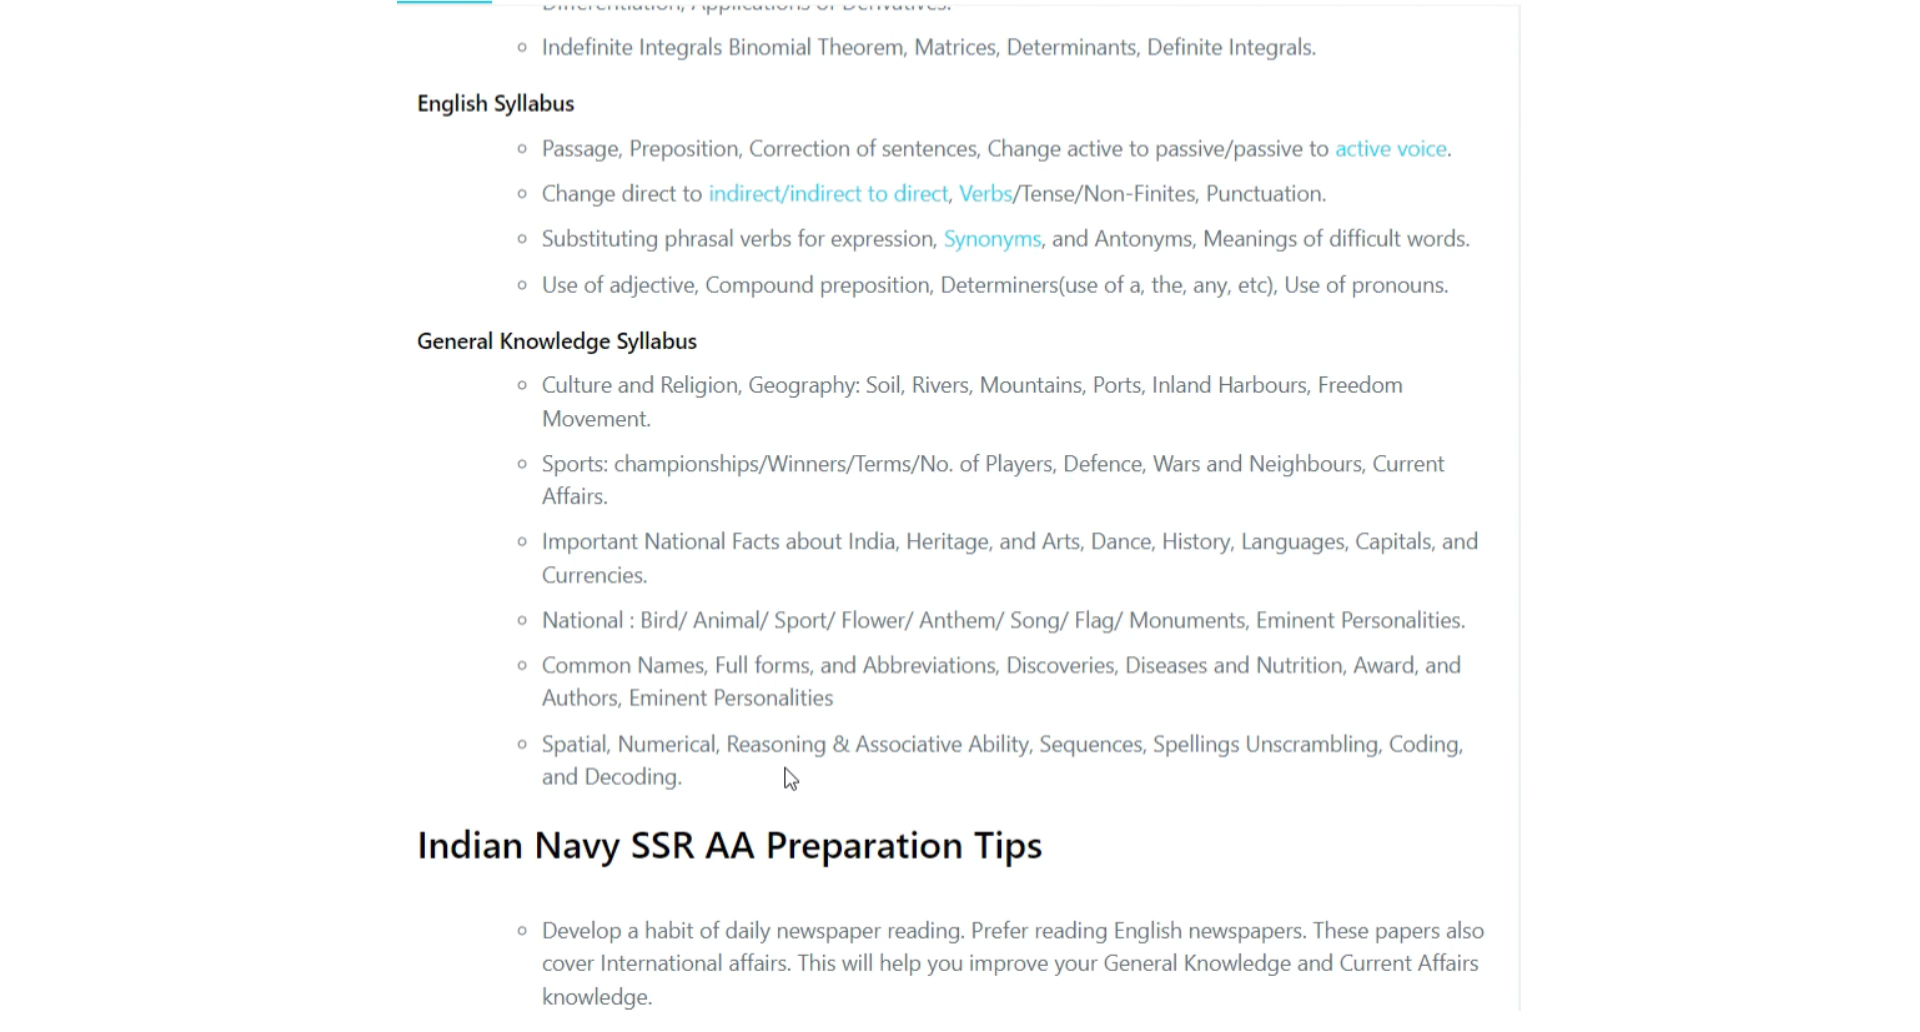 Differentiation, Applications of Derivatives.
Indefinite Integrals Binomial Theorem, Matrices, Determinants, Definite Integrals.
English Syllabus
Passage, Preposition, Correction of sentences, Change active to passive/passive to active voice.
Change direct to indirect/indirect to direct, Verbs/Tense/Non-Finites, Punctuation.
Substituting phrasal verbs for expression, Synonyms, and Antonyms, Meanings of difficult words.
Use of adjective, Compound preposition, Determiners(use of a, the, any, etc), Use of pronouns.
General Knowledge Syllabus
Culture and Religion, Geography: Soil, Rivers, Mountains, Ports, Inland Harbours, Freedom
Movement.
Sports: championships/Winners/Terms/No. of Players, Defence, Wars and Neighbours, Current
Affairs.
Important National Facts about India, Heritage, and Arts, Dance, History, Languages, Capitals, and
Currencies.
National : Bird/ Animal/ Sport/ Flower/ Anthem/ Song/ Flag/ Monuments, Eminent Personalities.
Common Names, Full forms, and Abbreviations, Discoveries, Diseases and Nutrition, Award, and
Authors, Eminent Personalities
Spatial, Numerical, Reasoning & Associative Ability, Sequences, Spellings Unscrambling, Coding,
and Decoding.
Indian Navy SSR AA Preparation Tips
Develop a habit of daily newspaper reading. Prefer reading English newspapers. These papers also
cover International affairs. This will help you improve your General Knowledge and Current Affairs
knowledge.